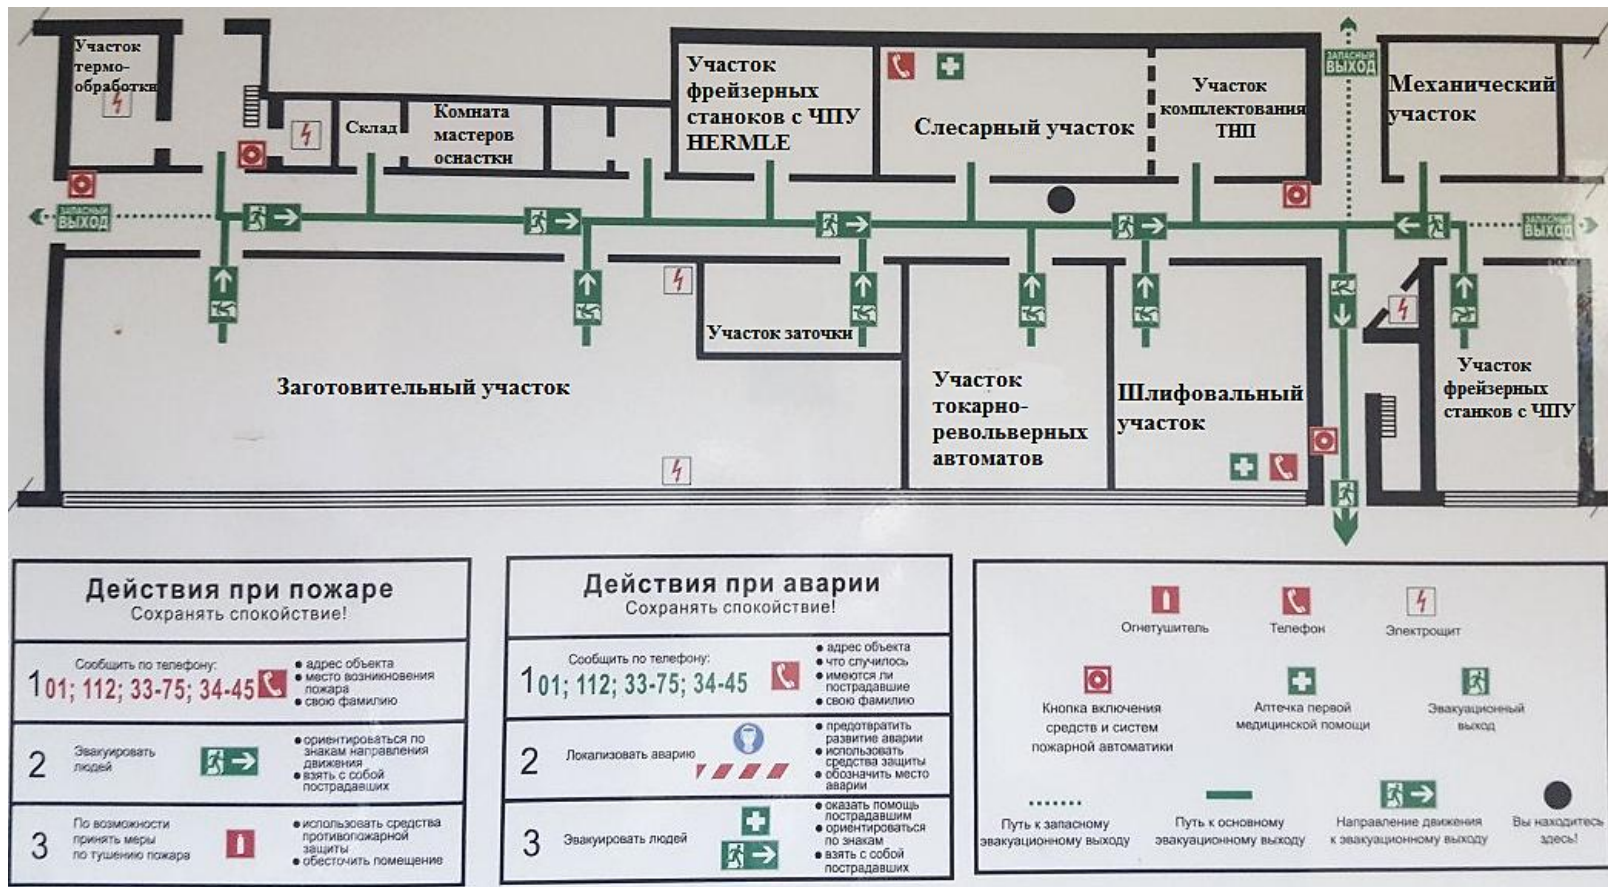 Участок
термо-
обработки
Склад
Комната
мастеров
оснастки
Участок
фрейзерных
станоков с ЧПУ
HERMLE
Слесарный участок
Участок
комплектования
ТНП
ЗАПАСНЫЙ
ВЫХОД
Механический
участок
ЗАПАСНЫЙ
ВЫХОД
ЗАПАСНЫЙ
ВЫХОД
Заготовительный участок
Участок заточки
Участок
токарно-
револьверных
автоматов
Шлифовальный
участок
Участок
фрейзерных
станков с ЧПУ
Действия при пожаре
Сохранять спокойствие!
1
Сообщить по телефону:
01; 112; 33-75; 34-45
● адрес объекта
● место возникновения
пожара
● свою фамилию
2
Эвакуировать
людей
● ориентироваться по
знакам направления
движения
● взять с собой
пострадавших
3
По возможности
принять меры
по тушению пожара
● использовать средства
противопожарной
защиты
● обесточить помещение
Действия при аварии
Сохранять спокойствие!
1
Сообщить по телефону:
01; 112; 33-75; 34-45
● адрес объекта
● что случилось
● имеются ли
пострадавшие
● свою фамилию
2
Локализовать аварию
● предотвратить
развитие аварии
● использовать
средства защиты
● обозначить место
аварии
3
Эвакуировать людей
● оказать помощь
пострадавшим
● ориентироваться
по знакам
● взять с собой
пострадавших
Огнетушитель
Телефон
Электрощит
Кнопка включения
средств и систем
пожарной автоматики
Аптечка первой
медицинской помощи
Эвакуационный
выход
Путь к запасному
эвакуационному выходу
Путь к основному
эвакуационному выходу
Направление движения
к эвакуационному выходу
Вы находитесь
здесь!